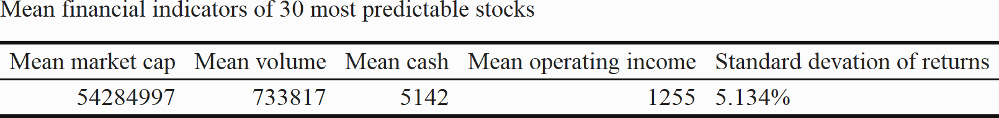 Mean financial indicators of 30 most predictable stocks
Mean market cap Mean volume Mean cash Mean operating income Standard devation of returns
54284997 733817 5142 1255 5.134%